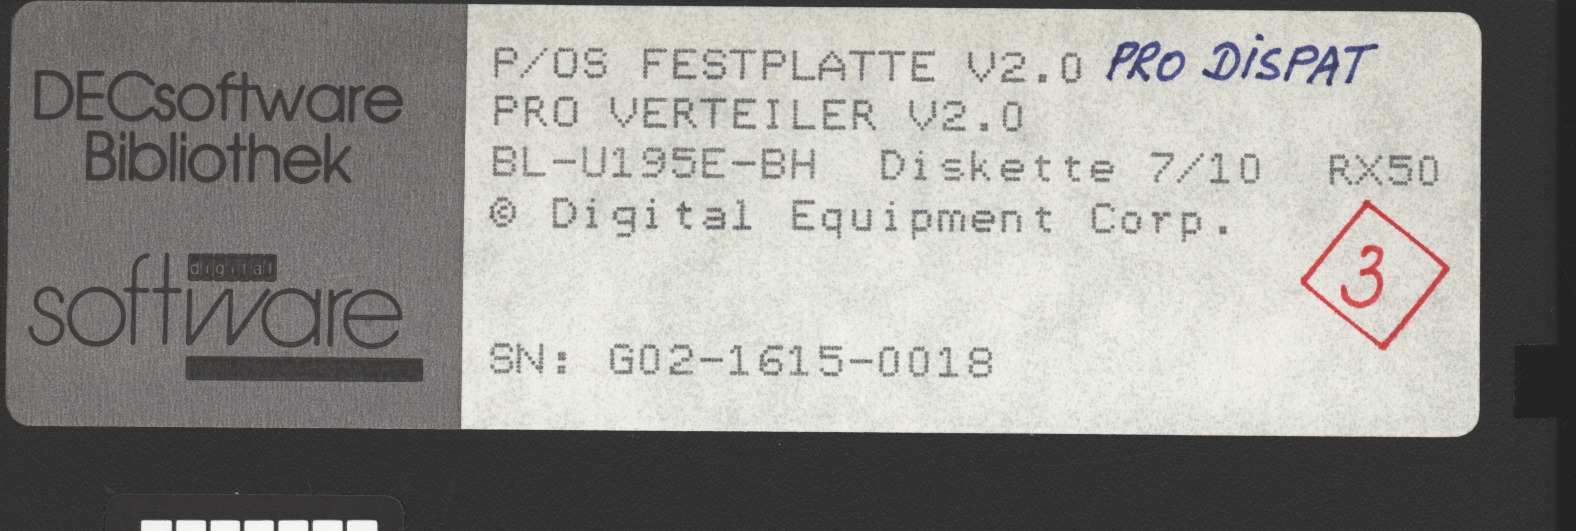 DECsoftware
Bibliothek
digital
software
P/OS FESTPLATTE V2.0 PRO DISPAT
PRO VERTEILER V2.0
BL-U195E-BH Diskette 7/10 RX50
© Digital Equipment Corp.
3
SN: G02-1615-0018